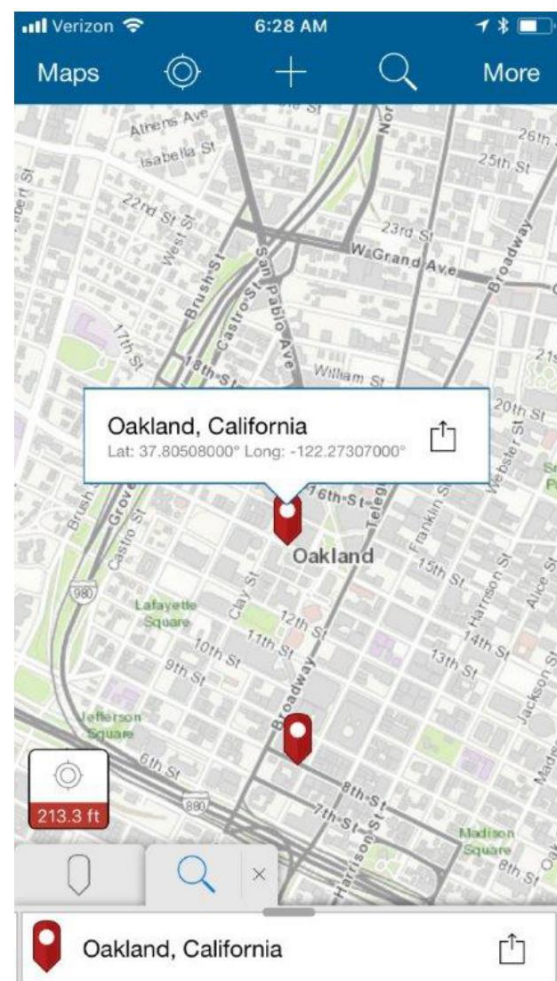 Verizon
6:28 AM
Maps
More
Athens Ave
Isabella St
26th
25th St
22nd St
West St
23rd St
W Grand Ave
Broadway
Brush St
Castro St
San Pablo Ave
17th St
18th St
William St
20th St
Webster St
Oakland, California
Lat: 37.80508000° Long: -122.27307000°
16th St
Brush
Grove
Castro St
Franklin St
Oakland
15th St
Harrison St
Alice St
980
Clay St
Lafayette
Square
12th St
11th St
14th St
10th St
13th St
9th St
Broadway
Jackson St
Jefferson
Square
6th St
213.3 ft
880
8th St
7th St
Harrison St
Madison
Square
8th St
Oakland, California